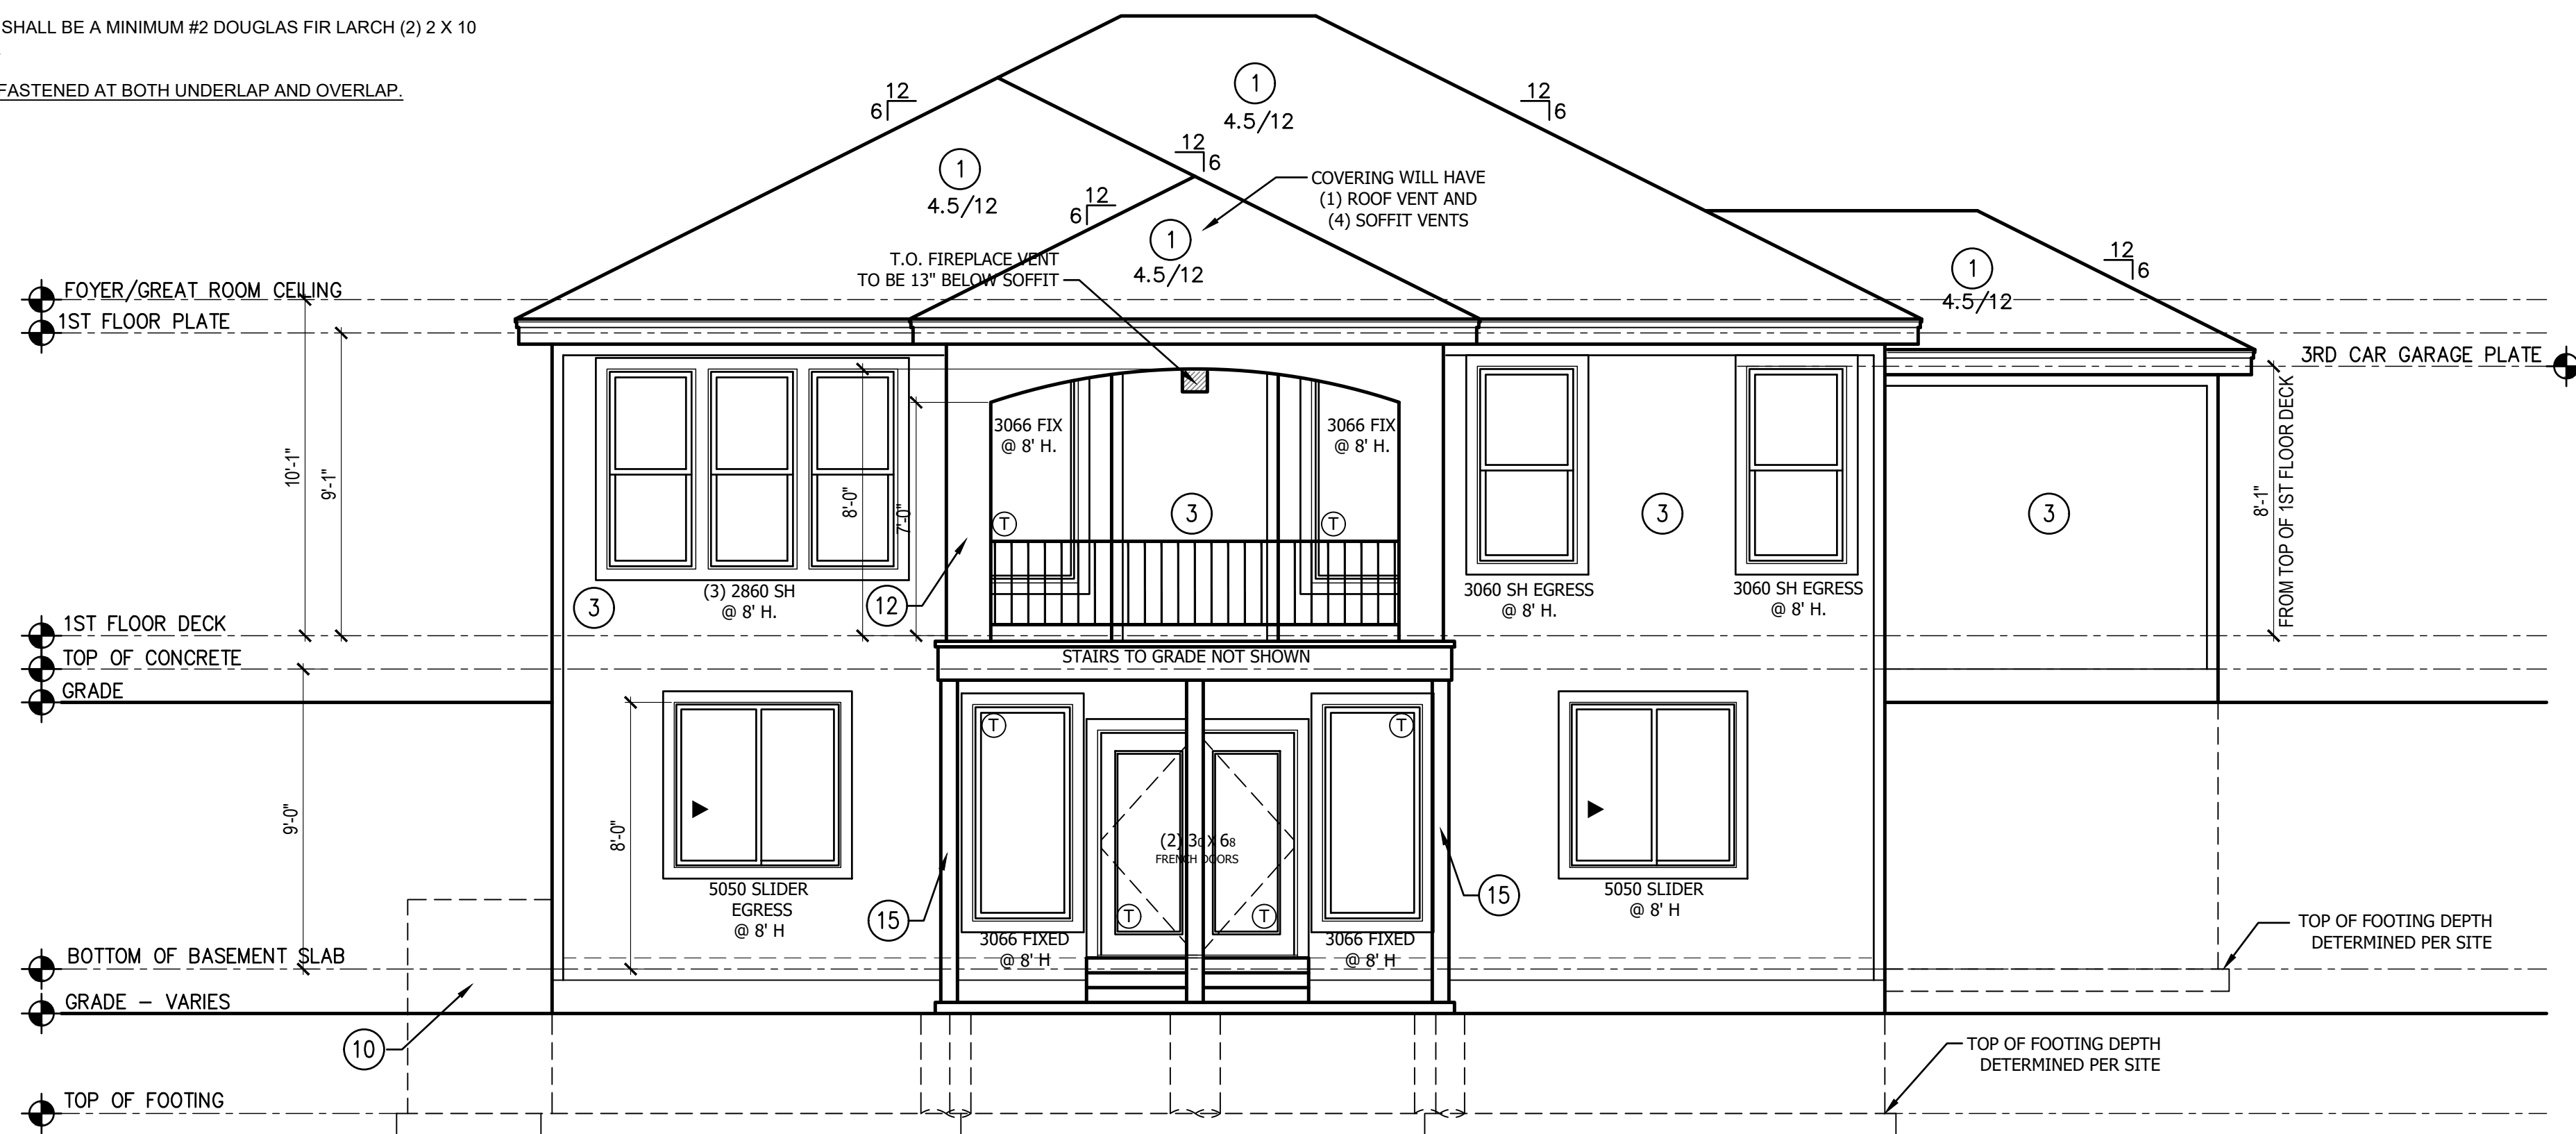 SHALL BE A MINIMUM #2 DOUGLAS FIR LARCH (2) 2 X 10
FASTENED AT BOTH UNDERLAP AND OVERLAP.
12
6
12
6
1
4.5/12
12
6
1
4.5/12
COVERING WILL HAVE
(1) ROOF VENT AND
(4) SOFFIT VENTS
12
6
1
4.5/12
T.O. FIREPLACE VENT
TO BE 13" BELOW SOFFIT
12
6
1
4.5/12
FOYER/GREAT ROOM CEILING
1ST FLOOR PLATE
3RD CAR GARAGE PLATE
10'-1"
9'-1"
8'-0"
7'-0"
3066 FIX
@ 8' H.
3066 FIX
@ 8' H.
T
T
3
3
3
8'-1"
FROM TOP OF 1ST FLOOR DECK
(3) 2860 SH
@ 8' H.
3
12
3060 SH EGRESS
@ 8' H.
3060 SH EGRESS
@ 8' H.
1ST FLOOR DECK
TOP OF CONCRETE
STAIRS TO GRADE NOT SHOWN
GRADE
9'-0"
8'-0"
T
T
(2) 30 X 68
FRENCH DOORS
T
T
5050 SLIDER
EGRESS
@ 8' H
15
15
5050 SLIDER
@ 8' H
3066 FIXED
@ 8' H
3066 FIXED
@ 8' H
TOP OF FOOTING DEPTH
DETERMINED PER SITE
BOTTOM OF BASEMENT SLAB
GRADE - VARIES
10
TOP OF FOOTING DEPTH
DETERMINED PER SITE
TOP OF FOOTING